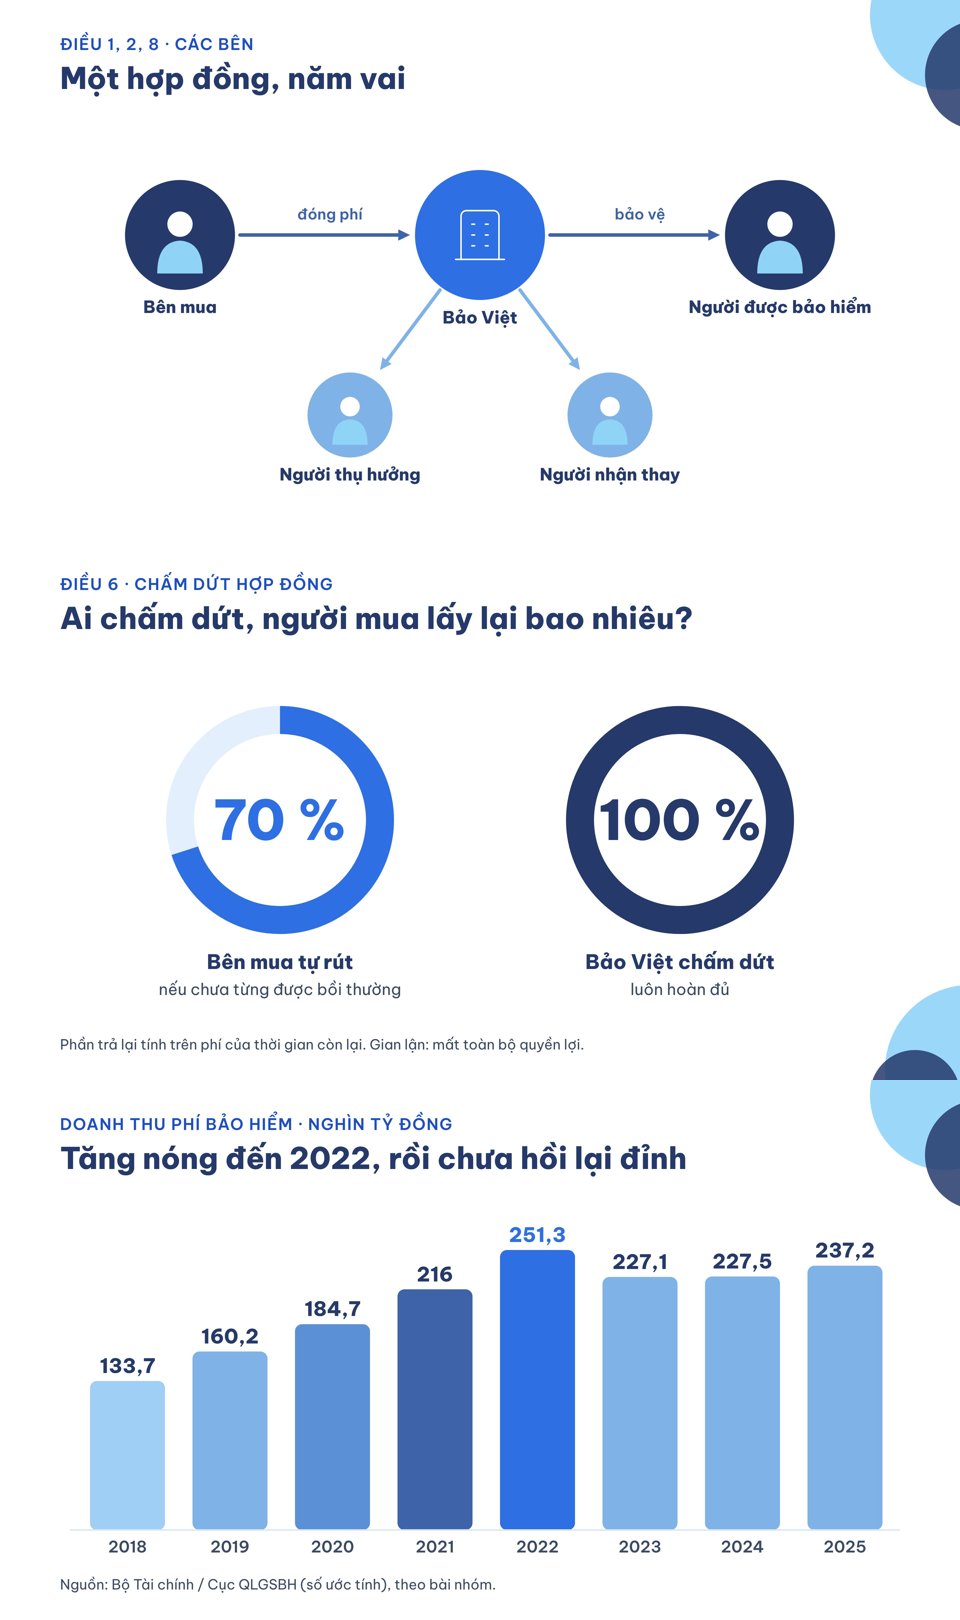 ĐIỀU 1, 2, 8 · CÁC BÊN
Một hợp đồng, năm vai
đóng phí
bảo vệ
Bên mua
Bảo Việt
Người được bảo hiểm
Người thụ hưởng
Người nhận thay
ĐIỀU 6 · CHẤM DỨT HỢP ĐỒNG
Ai chấm dứt, người mua lấy lại bao nhiêu?
70 %
100 %
Bên mua tự rút
nếu chưa từng được bồi thường
Bảo Việt chấm dứt
luôn hoàn đủ
Phần trả lại tính trên phí của thời gian còn lại. Gian lận: mất toàn bộ quyền lợi.
DOANH THU PHÍ BẢO HIỂM · NGHÌN TỶ ĐỒNG
Tăng nóng đến 2022, rồi chưa hồi lại đỉnh
133,7
160,2
184,7
216
251,3
227,1
227,5
237,2
2018
2019
2020
2021
2022
2023
2024
2025
Nguồn: Bộ Tài chính / Cục QLGSBH (số ước tính), theo bài nhóm.